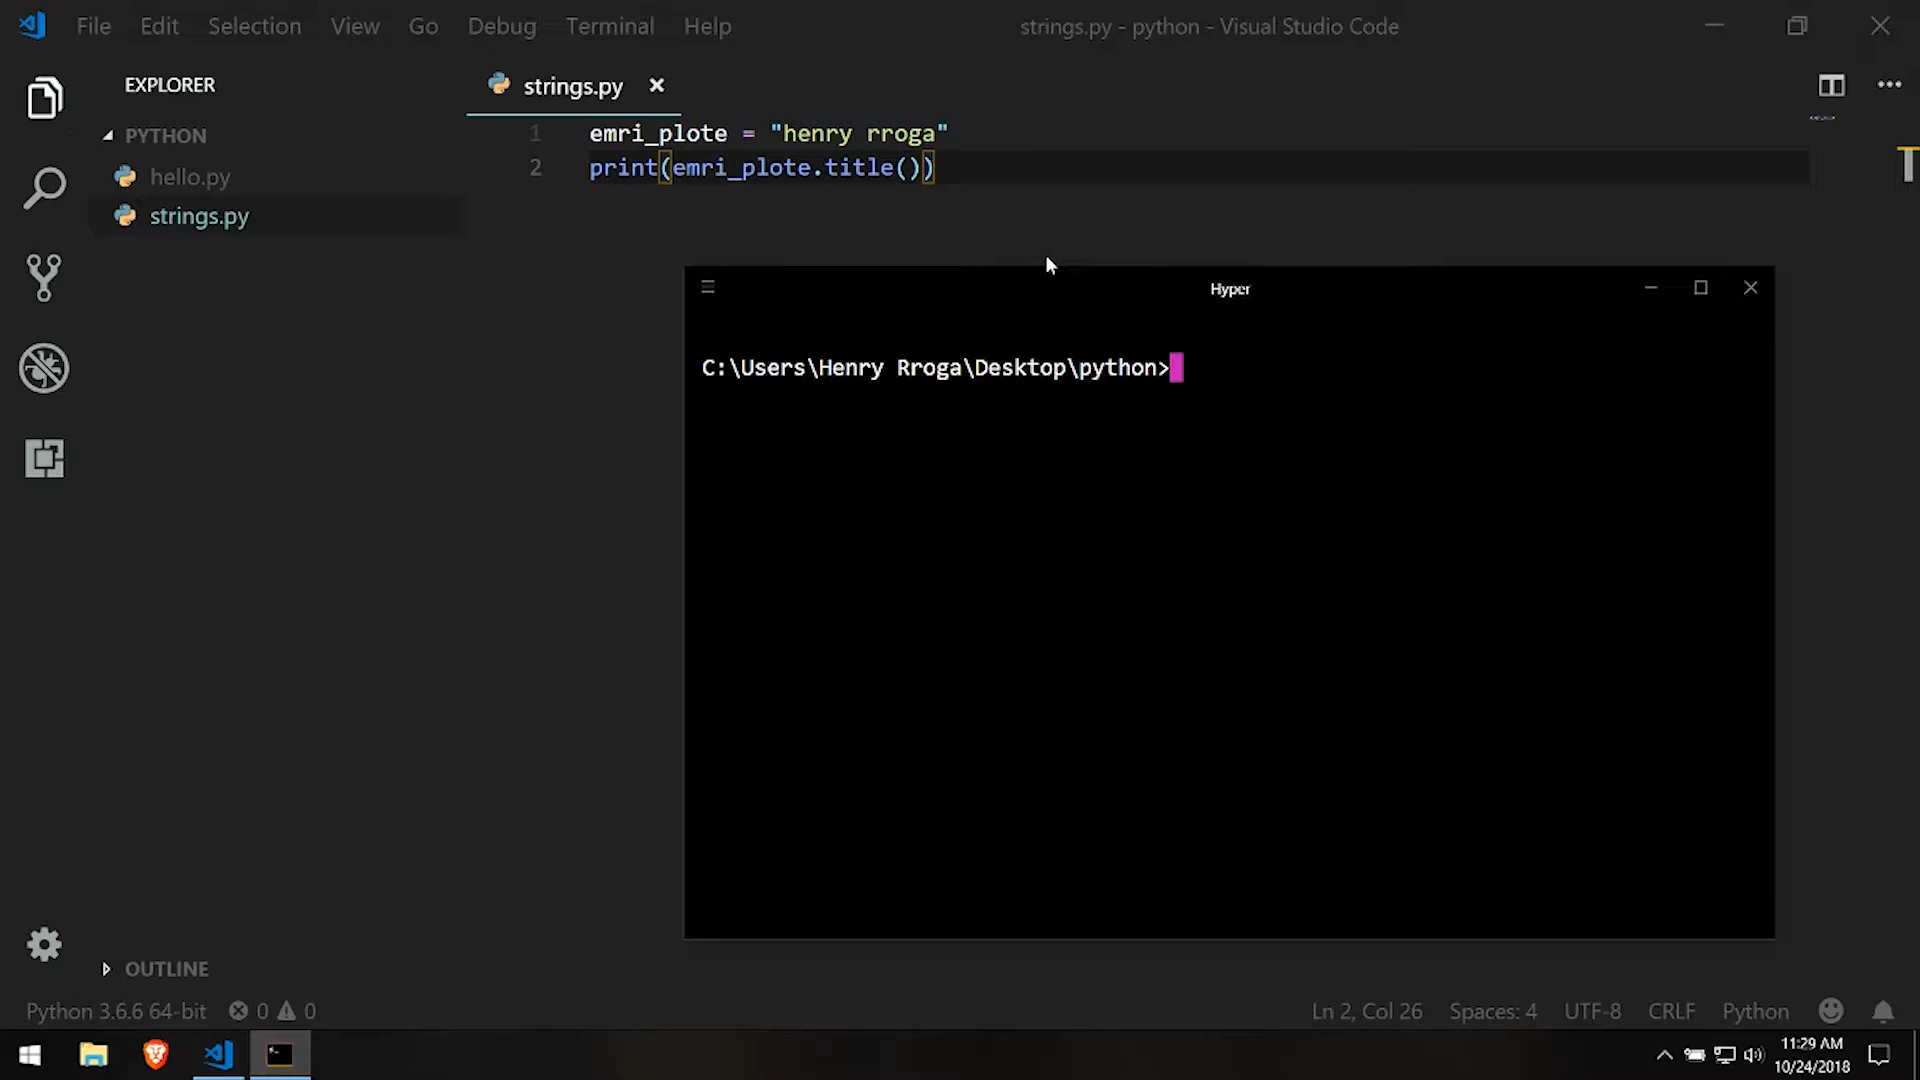 File Edit Selection View Go Debug Terminal Help
strings.py - python - Visual Studio Code
EXPLORER
strings.py
PYTHON
hello.py
strings.py
1 emri_plote = "henry rroga"
2 print(emri_plote.title())
Hyper
C:\Users\Henry Rroga\Desktop\python>
OUTLINE
Python 3.6.6 64-bit 0 0
Ln 2, Col 26 Spaces: 4 UTF-8 CRLF Python
11:29 AM
10/24/2018